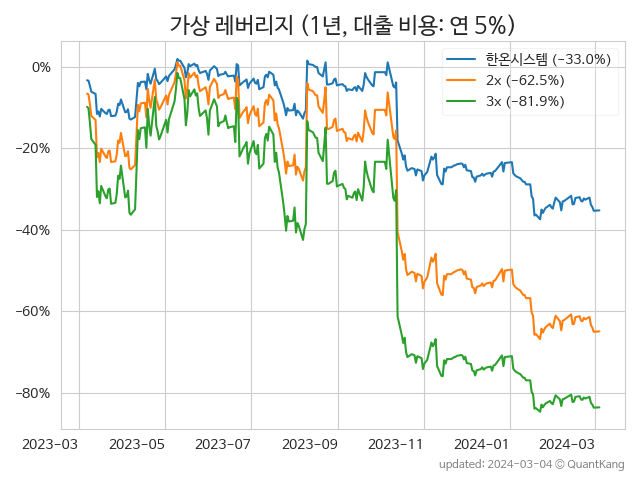 가상 레버리지 (1년, 대출 비용: 연 5%)
한온시스템 (−33.0%)
2x (−62.5%)
3x (−81.9%)
0%
−20%
−40%
−60%
−80%
2023−03 2023−05 2023−07 2023−09 2023−11 2024−01 2024−03
updated: 2024−03−04 © QuantKang